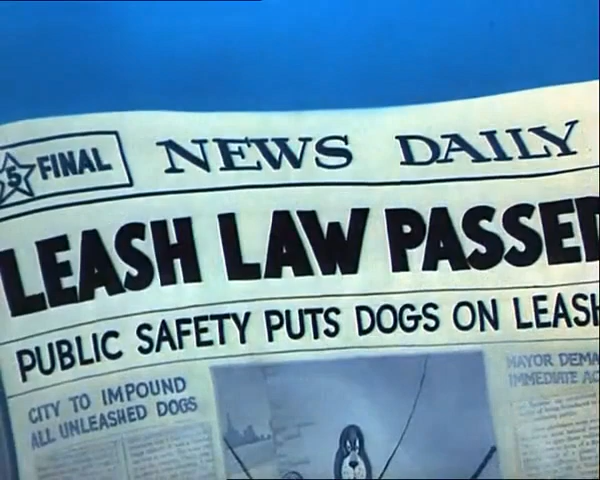 5 FINAL
NEWS DAILY
LEASH LAW PASSED
PUBLIC SAFETY PUTS DOGS ON LEASH
CITY TO IMPOUND
ALL UNLEASHED DOGS
MAYOR DEMA
IMMEDIATE AC